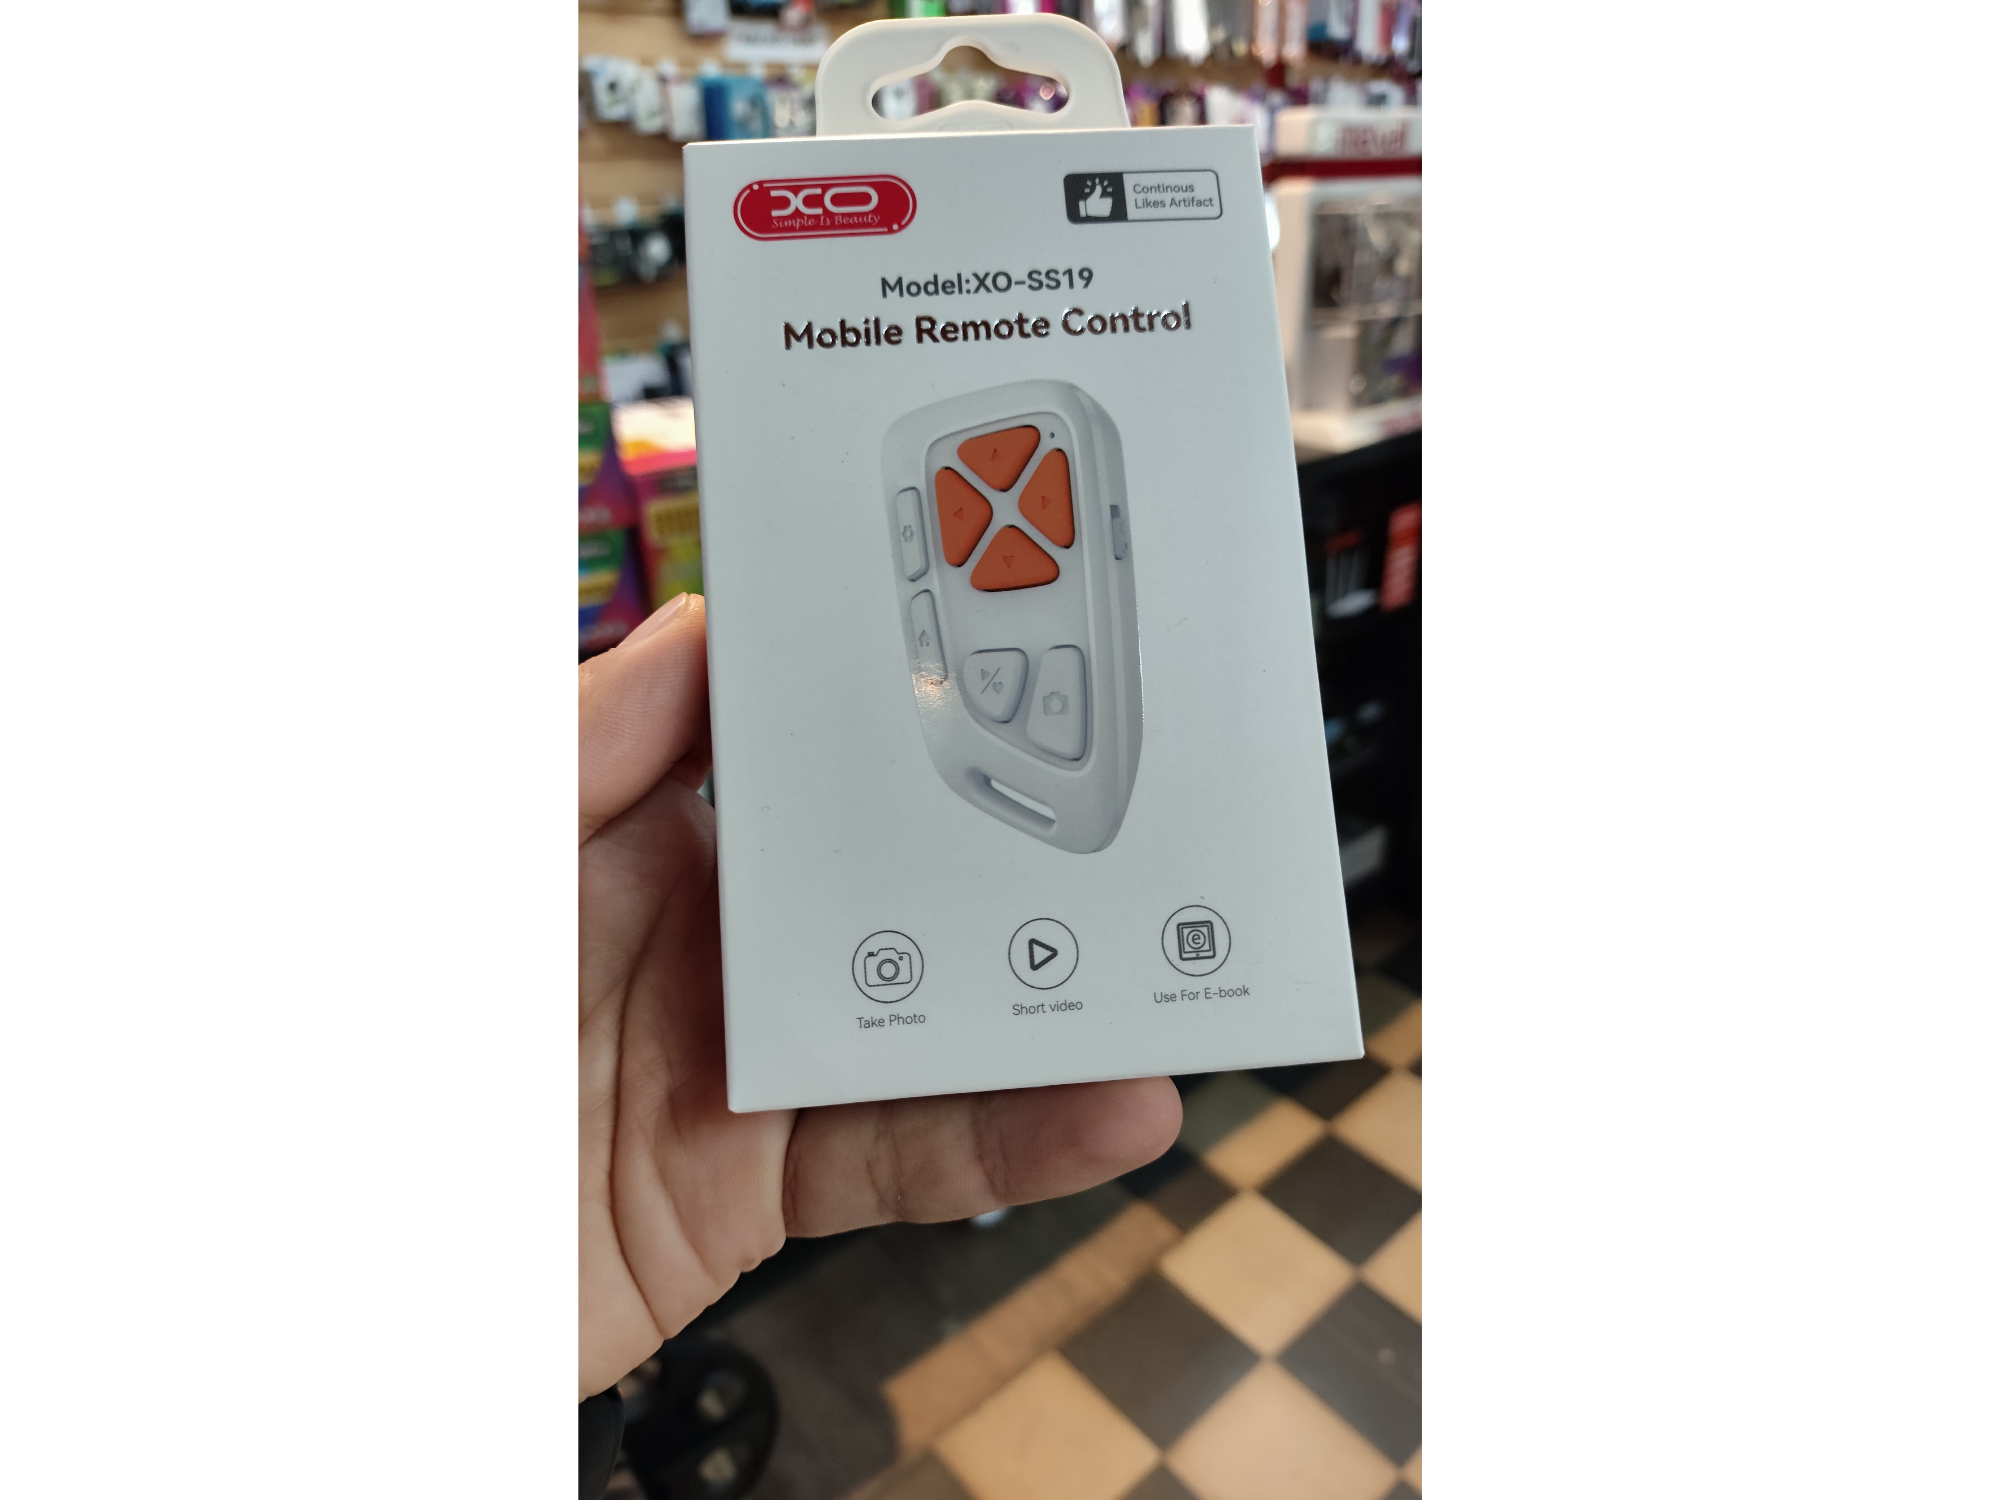 XO
Simple Is Beauty
Continous
Likes Artifact
Model:XO-SS19
Mobile Remote Control
Take Photo
Short video
Use For E-book